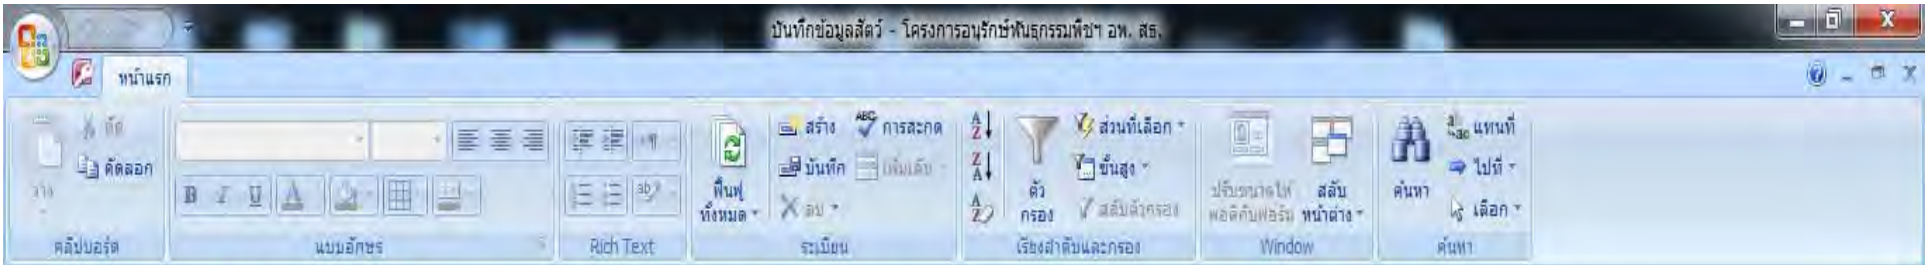 บันทึกข้อมูลสัตว์ - โครงการอนุรักษ์พันธุกรรมพืชฯ อพ. สธ.
หน้าแรก
วาง
ตัด
คัดลอก
คลิปบอร์ด
B I U A
แบบอักษร
ab
Rich Text
ฟื้นฟู
ทั้งหมด
สร้าง
บันทึก
ลบ
ABC การสะกด
เพิ่มเติม
ระเบียน
A Z
Z A
A Z
ตัว
กรอง
ส่วนที่เลือก
ขั้นสูง
สลับตัวกรอง
เรียงลำดับและกรอง
ปรับขนาดให้
พอดีกับฟอร์ม
สลับ
หน้าต่าง
Window
ค้นหา
a ac แทนที่
ไปที่
เลือก
ค้นหา